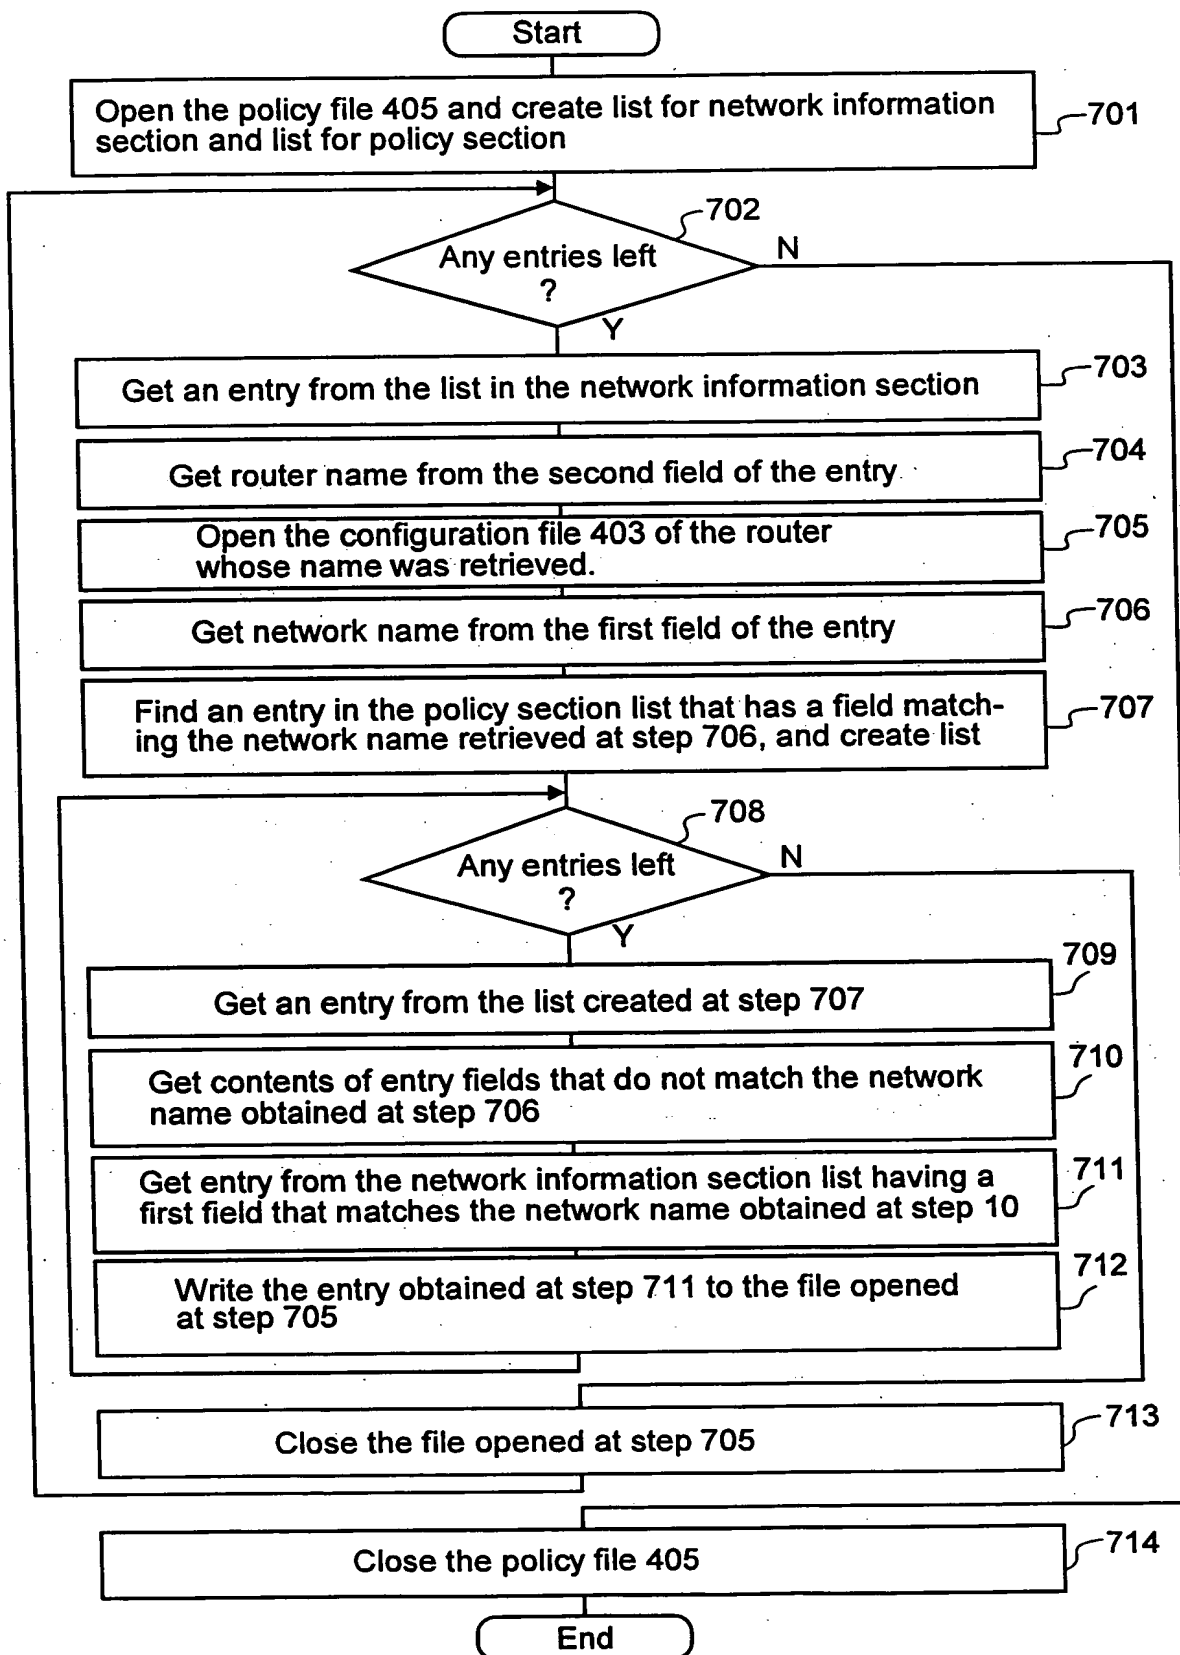 Start
Open the policy file 405 and create list for network information
section and list for policy section
701
702
Any entries left
?
N
Y
Get an entry from the list in the network information section
703
Get router name from the second field of the entry
704
Open the configuration file 403 of the router
whose name was retrieved.
705
Get network name from the first field of the entry
706
Find an entry in the policy section list that has a field match-
ing the network name retrieved at step 706, and create list
707
708
Any entries left
?
N
Y
709
Get an entry from the list created at step 707
710
Get contents of entry fields that do not match the network
name obtained at step 706
711
Get entry from the network information section list having a
first field that matches the network name obtained at step 10
712
Write the entry obtained at step 711 to the file opened
at step 705
713
Close the file opened at step 705
714
Close the policy file 405
End